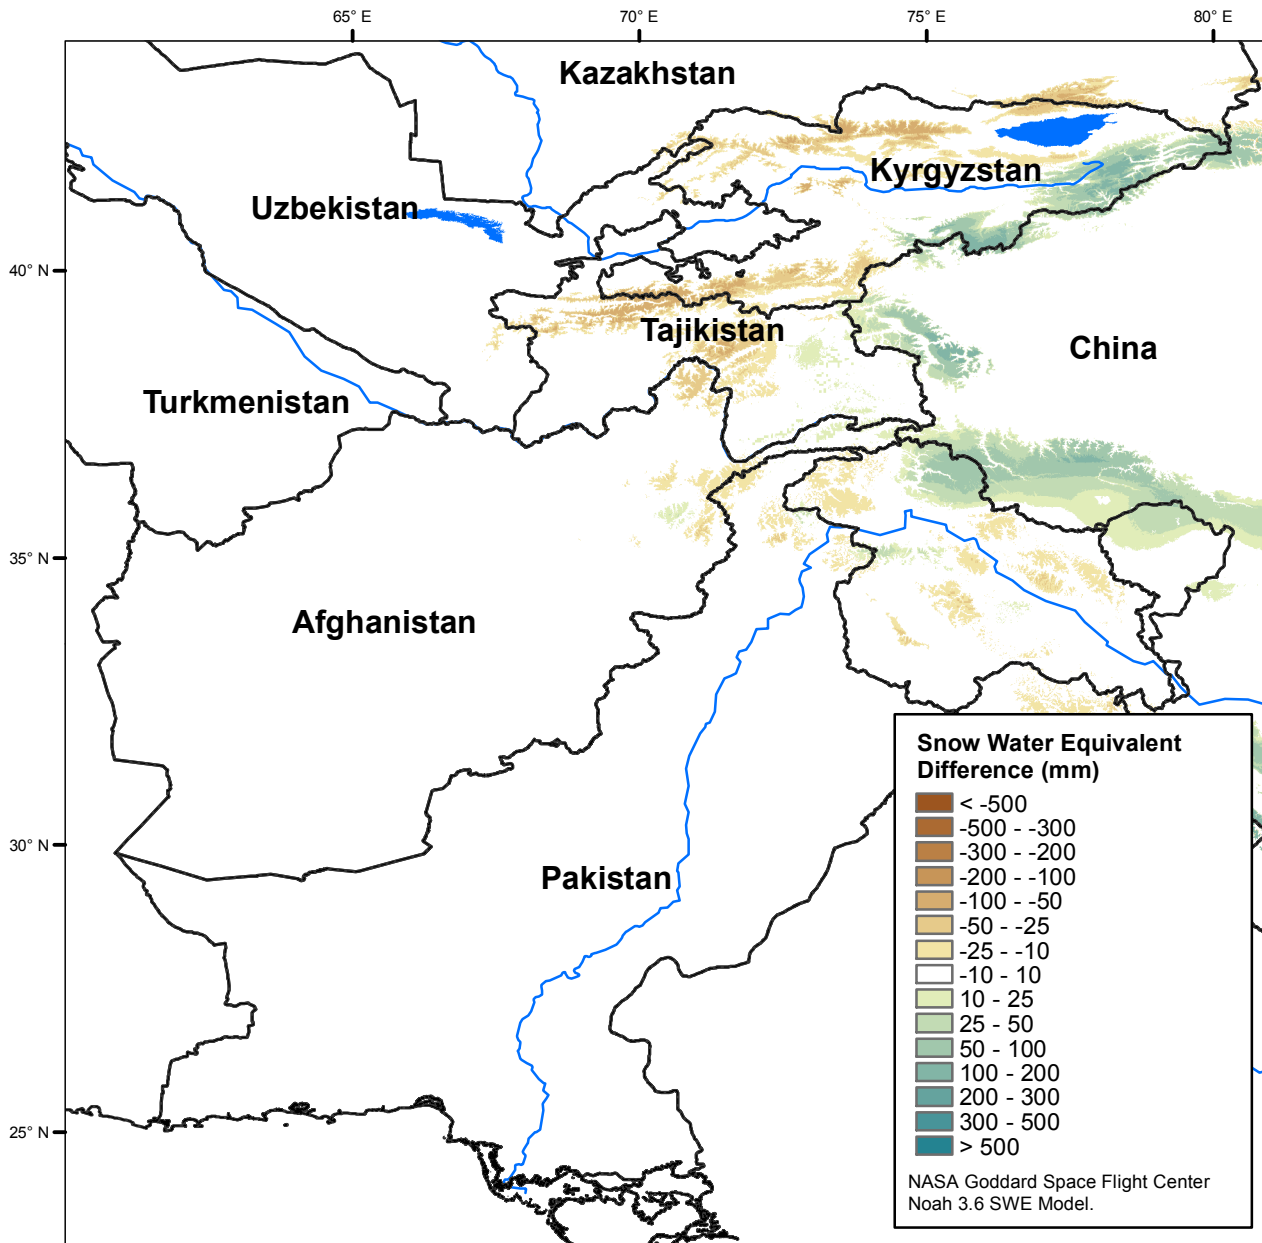 65° E
70° E
75° E
80° E
Kazakhstan
Kyrgyzstan
Uzbekistan
40° N
Tajikistan
China
Turkmenistan
35° N
Afghanistan
30° N
Pakistan
25° N
Snow Water Equivalent
Difference (mm)
< -500
-500 - -300
-300 - -200
-200 - -100
-100 - -50
-50 - -25
-25 - -10
-10 - 10
10 - 25
25 - 50
50 - 100
100 - 200
200 - 300
300 - 500
> 500
NASA Goddard Space Flight Center
Noah 3.6 SWE Model.